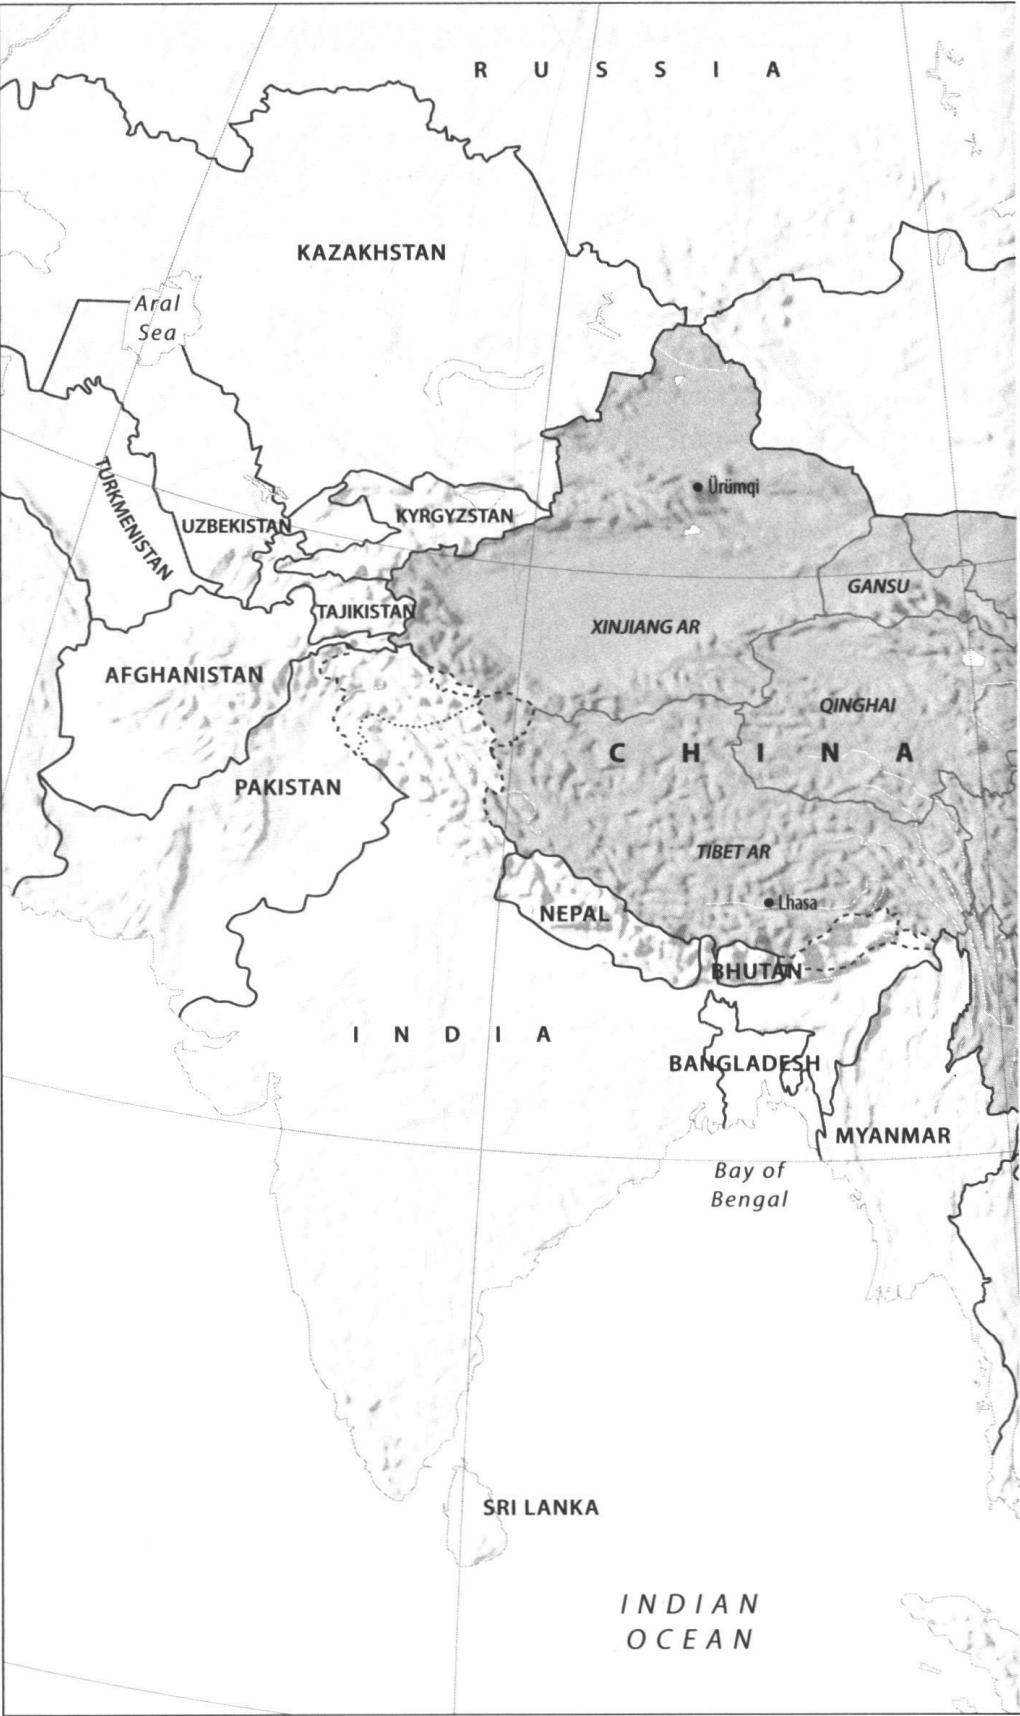 RUSSIA
KAZAKHSTAN
Aral
Sea
Ürümqi
TURKMENISTAN
UZBEKISTAN
KYRGYZSTAN
GANSU
TAJIKISTAN
XINJIANG AR
AFGHANISTAN
QINGHAI
CHINA
PAKISTAN
TIBET AR
Lhasa
NEPAL
BHUTAN
INDIA
BANGLADESH
MYANMAR
Bay of
Bengal
SRI LANKA
INDIAN
OCEAN